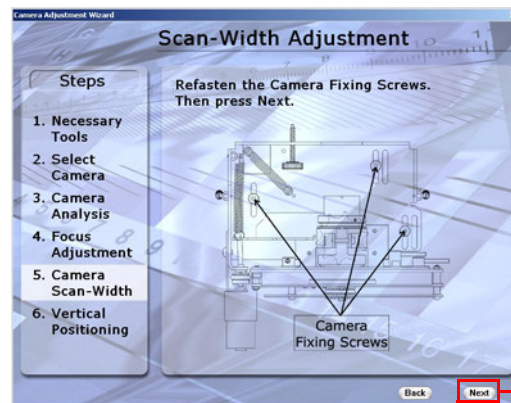 Camera Adjustment Wizard
Scan-Width Adjustment
Steps
1. Necessary
Tools
2. Select
Camera
3. Camera
Analysis
4. Focus
Adjustment
5. Camera
Scan-Width
6. Vertical
Positioning
Refasten the Camera Fixing Screws.
Then press Next.
Camera
Fixing Screws
Back
Next